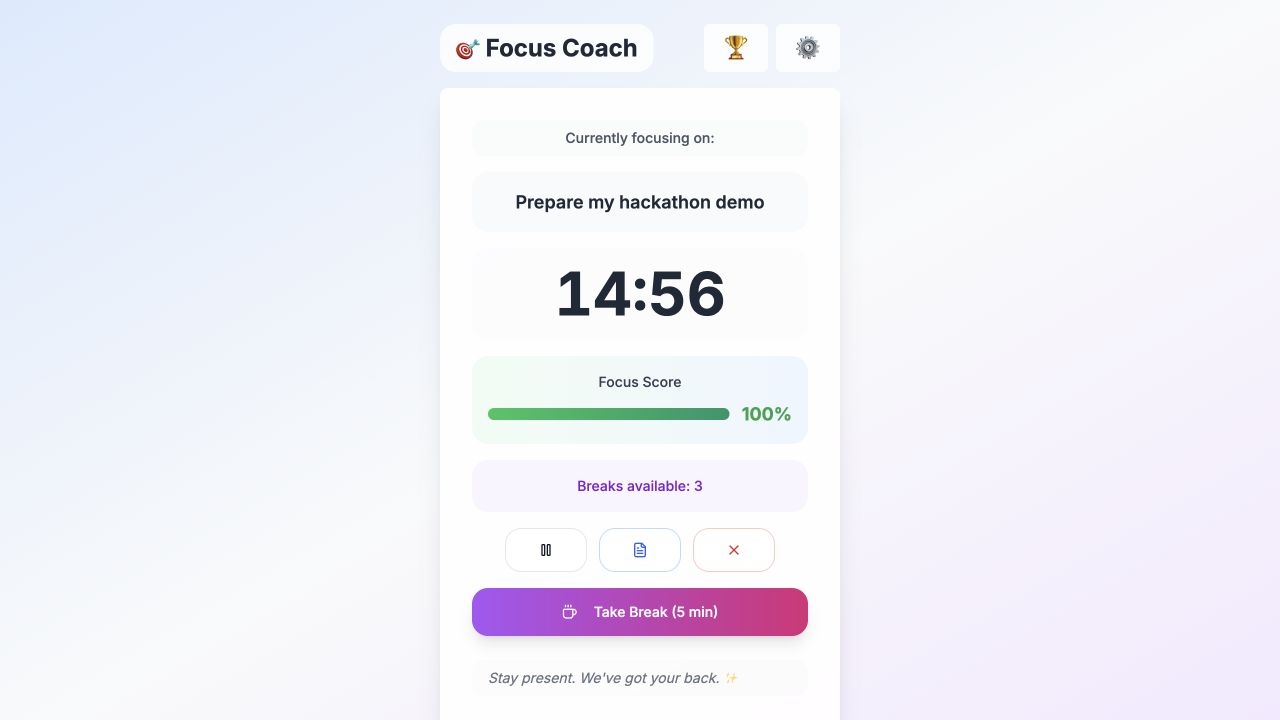 🎯 Focus Coach
🏆 ⚙️
Currently focusing on:
Prepare my hackathon demo
14:56
Focus Score
100%
Breaks available: 3
Take Break (5 min)
Stay present. We've got your back. ✨